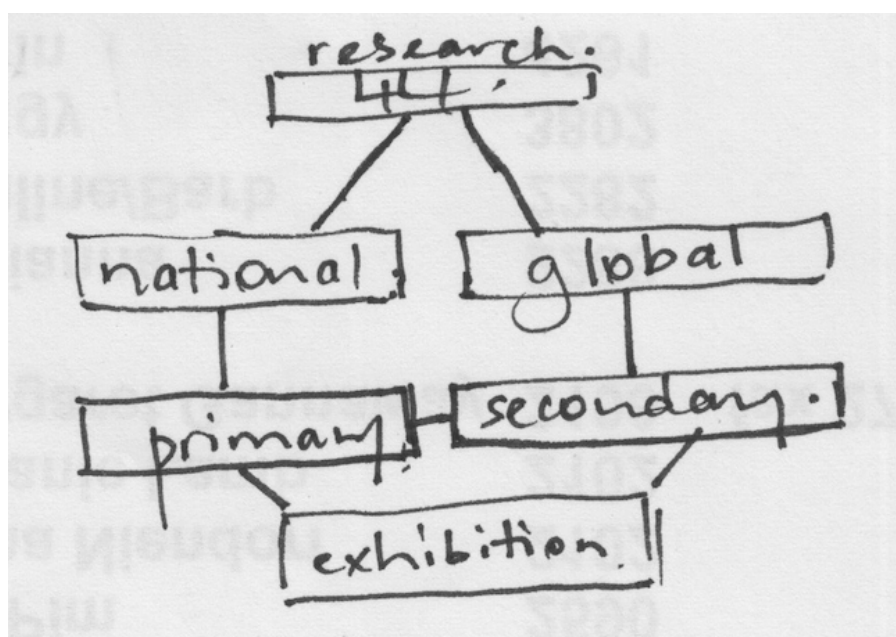 research.
44.
national
global
primary
secondary.
exhibition.